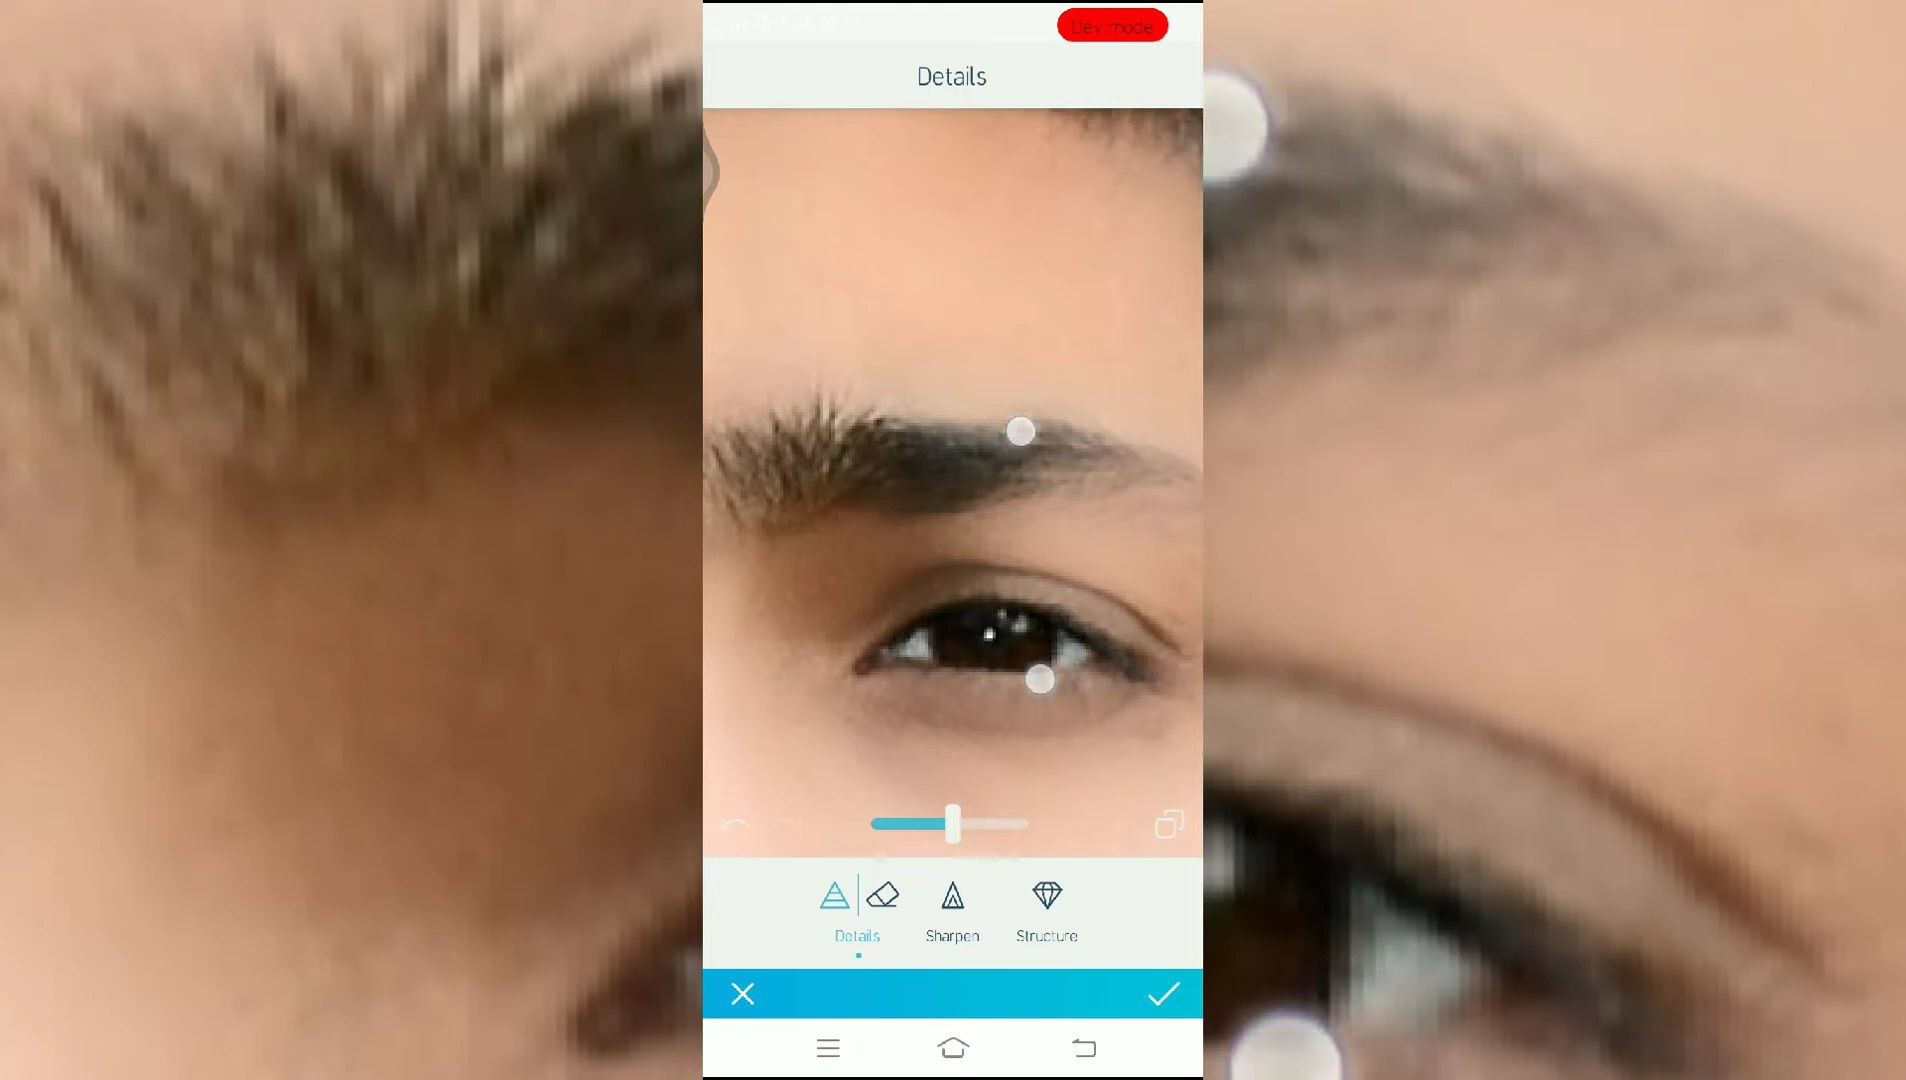 Dev mode
Details
Details
Sharpen
Structure